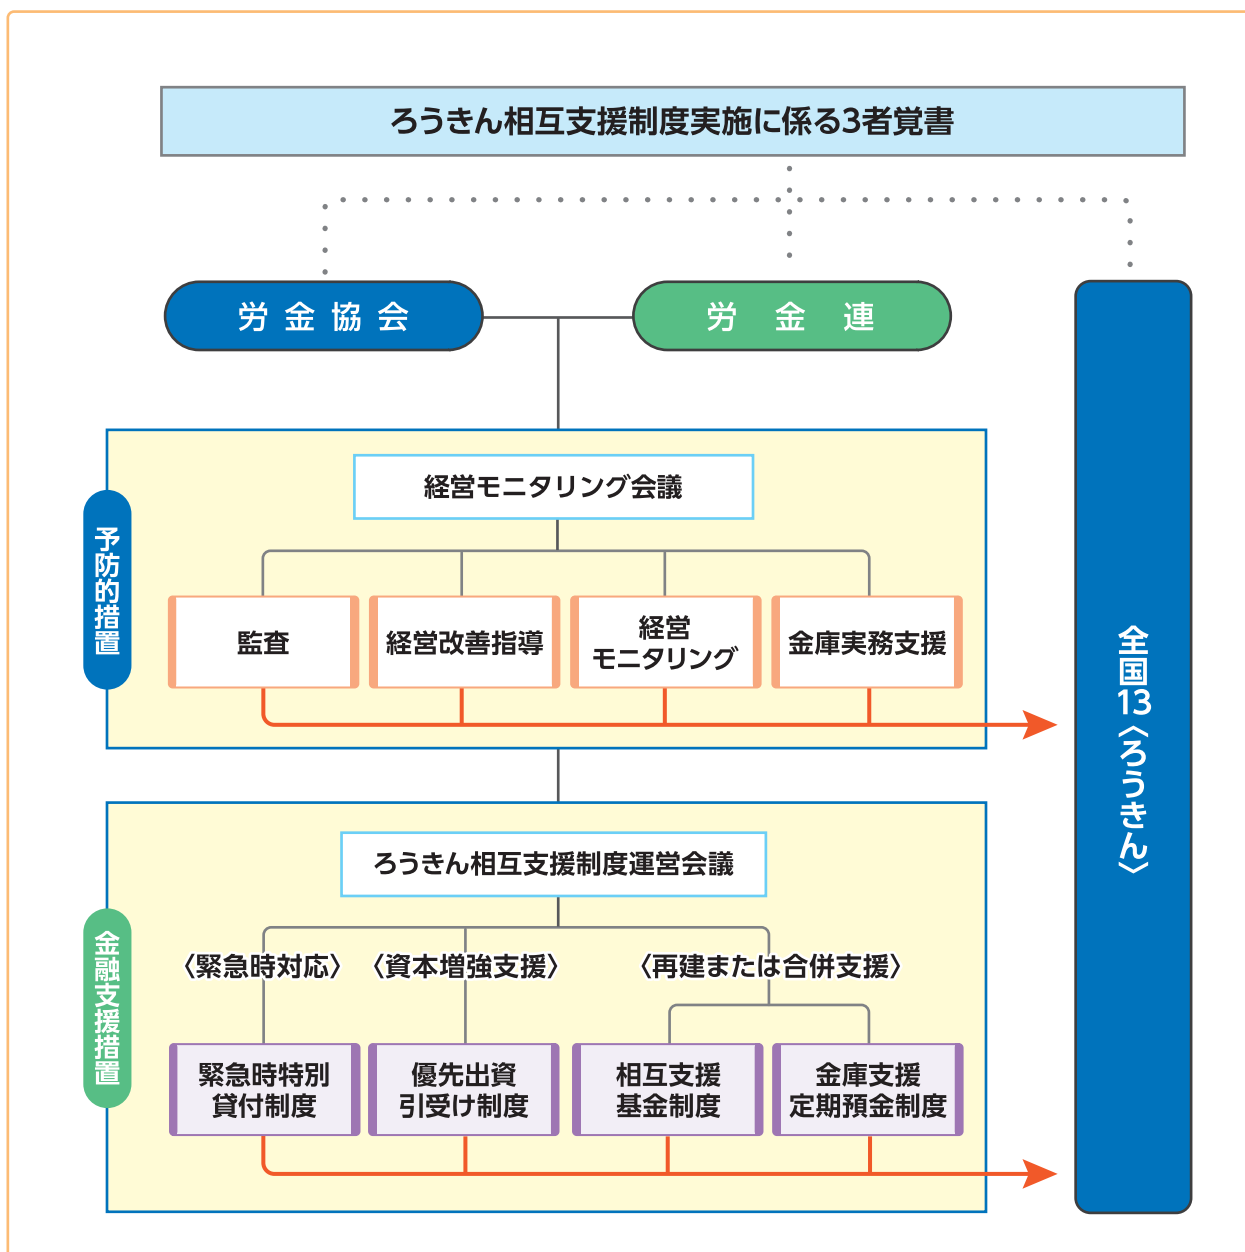 ろうきん相互支援制度実施に係る3者覚書
労金協会
労金連
全国13〈ろうきん〉
予防的措置
経営モニタリング会議
監査
経営改善指導
経営
モニタリング
金庫実務支援
金融支援措置
ろうきん相互支援制度運営会議
〈緊急時対応〉
〈資本増強支援〉
〈再建または合併支援〉
緊急時特別
貸付制度
優先出資
引受け制度
相互支援
基金制度
金庫支援
定期預金制度